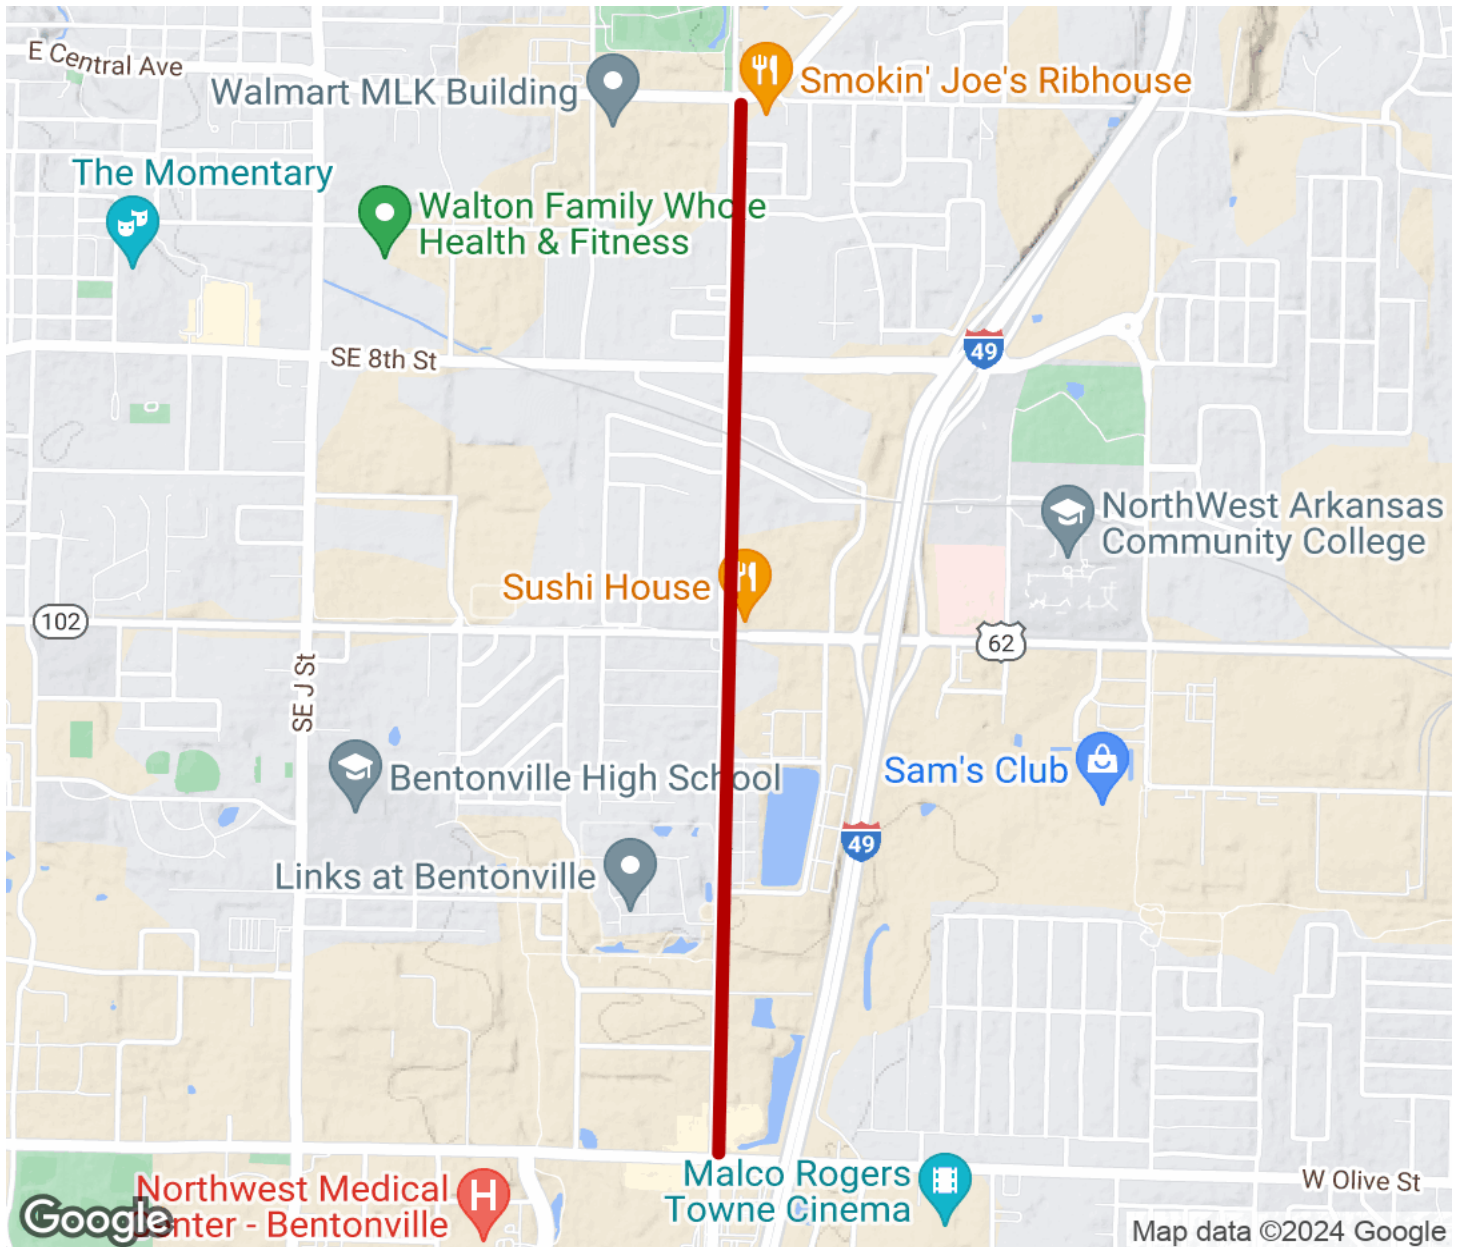 E Central Ave
Walmart MLK Building
Smokin' Joe's Ribhouse
The Momentary
Walton Family Whole
Health & Fitness
49
SE 8th St
NorthWest Arkansas
Community College
Sushi House
102
62
SE J St
Bentonville High School
Sam's Club
49
Links at Bentonville
Malco Rogers
Towne Cinema
W Olive St
Northwest Medical
Center - Bentonville
H
Google
Map data ©2024 Google